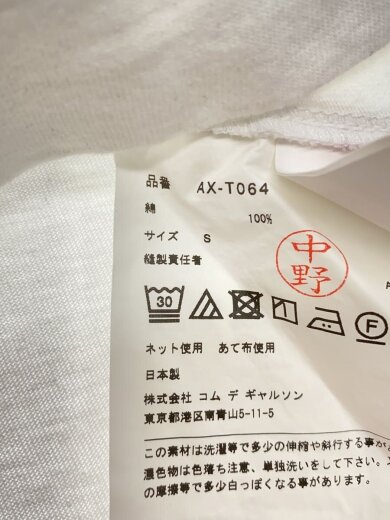 品番 AX-T064
綿 100%
サイズ S
縫製責任者
中野
30
F
ネット使用 あて布使用
日本製
株式会社 コム デ ギャルソン
東京都港区南青山5-11-5
この素材は洗濯等で多少の伸縮や斜行する事が
濃色物は色落ち注意、単独洗いをして下さい。
の摩擦等で多少白っぽくなる事があります。